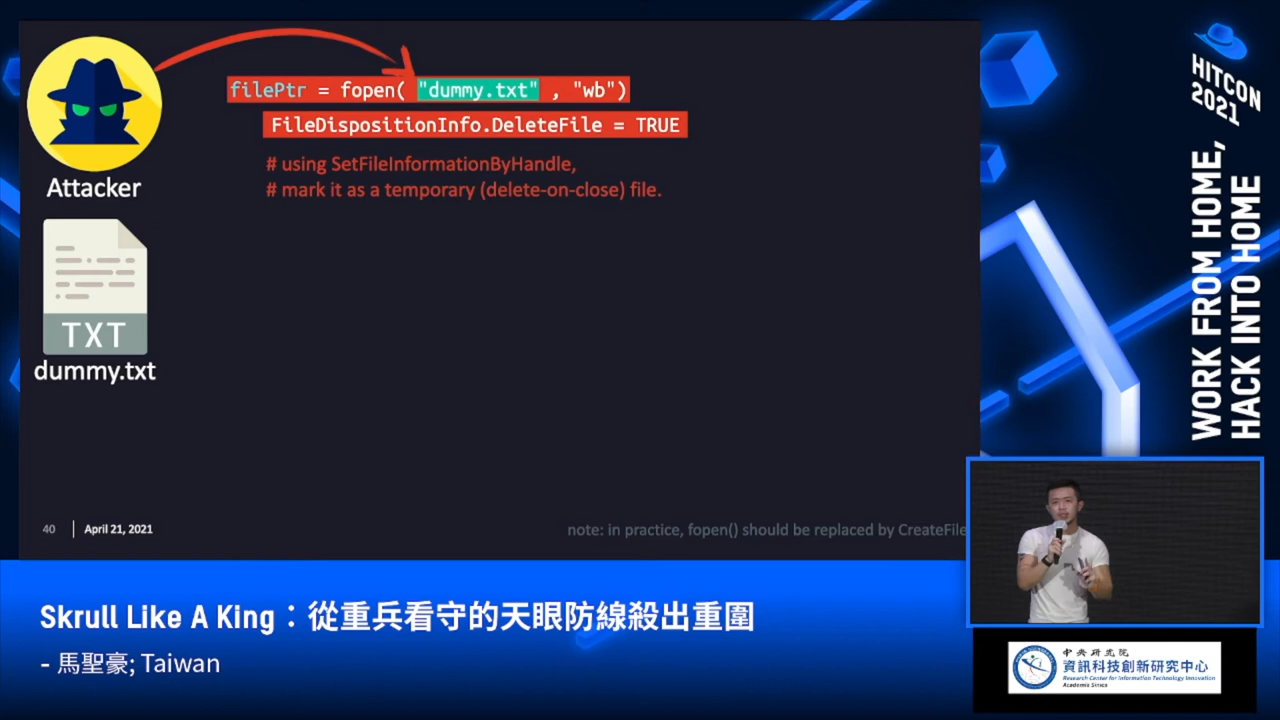 filePtr = fopen( "dummy.txt" , "wb")
FileDispositionInfo.DeleteFile = TRUE
# using SetFileInformationByHandle,
# mark it as a temporary (delete-on-close) file.
Attacker
TXT
dummy.txt
40
April 21, 2021
note: in practice, fopen() should be replaced by CreateFile
HITCON
2021
WORK FROM HOME,
HACK INTO HOME
Skrull Like A King：從重兵看守的天眼防線殺出重圍
- 馬聖豪; Taiwan
中央研究院
資訊科技創新研究中心
Research Center for Information Technology Innovation
Academia Sinica